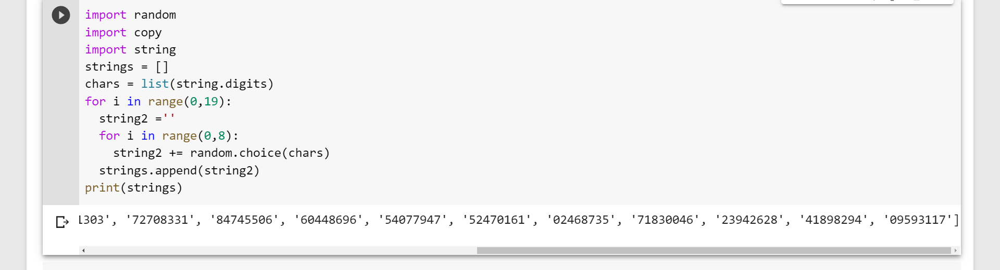 import random
import copy
import string
strings = []
chars = list(string.digits)
for i in range(0,19):
  string2 =''
  for i in range(0,8):
    string2 += random.choice(chars)
  strings.append(string2)
print(strings)
1303', '72708331', '84745506', '60448696', '54077947', '52470161', '02468735', '71830046', '23942628', '41898294', '09593117']